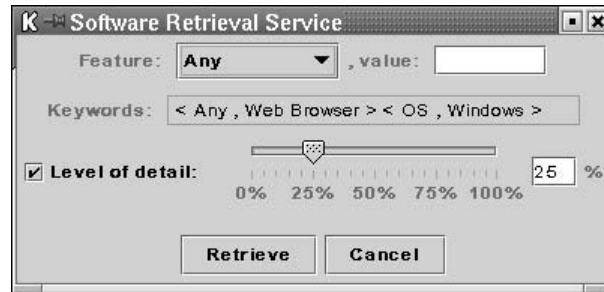 K Software Retrieval Service
Feature: Any , value:
Keywords: < Any , Web Browser > < OS , Windows >
Level of detail: 25 %
0% 25% 50% 75% 100%
Retrieve Cancel